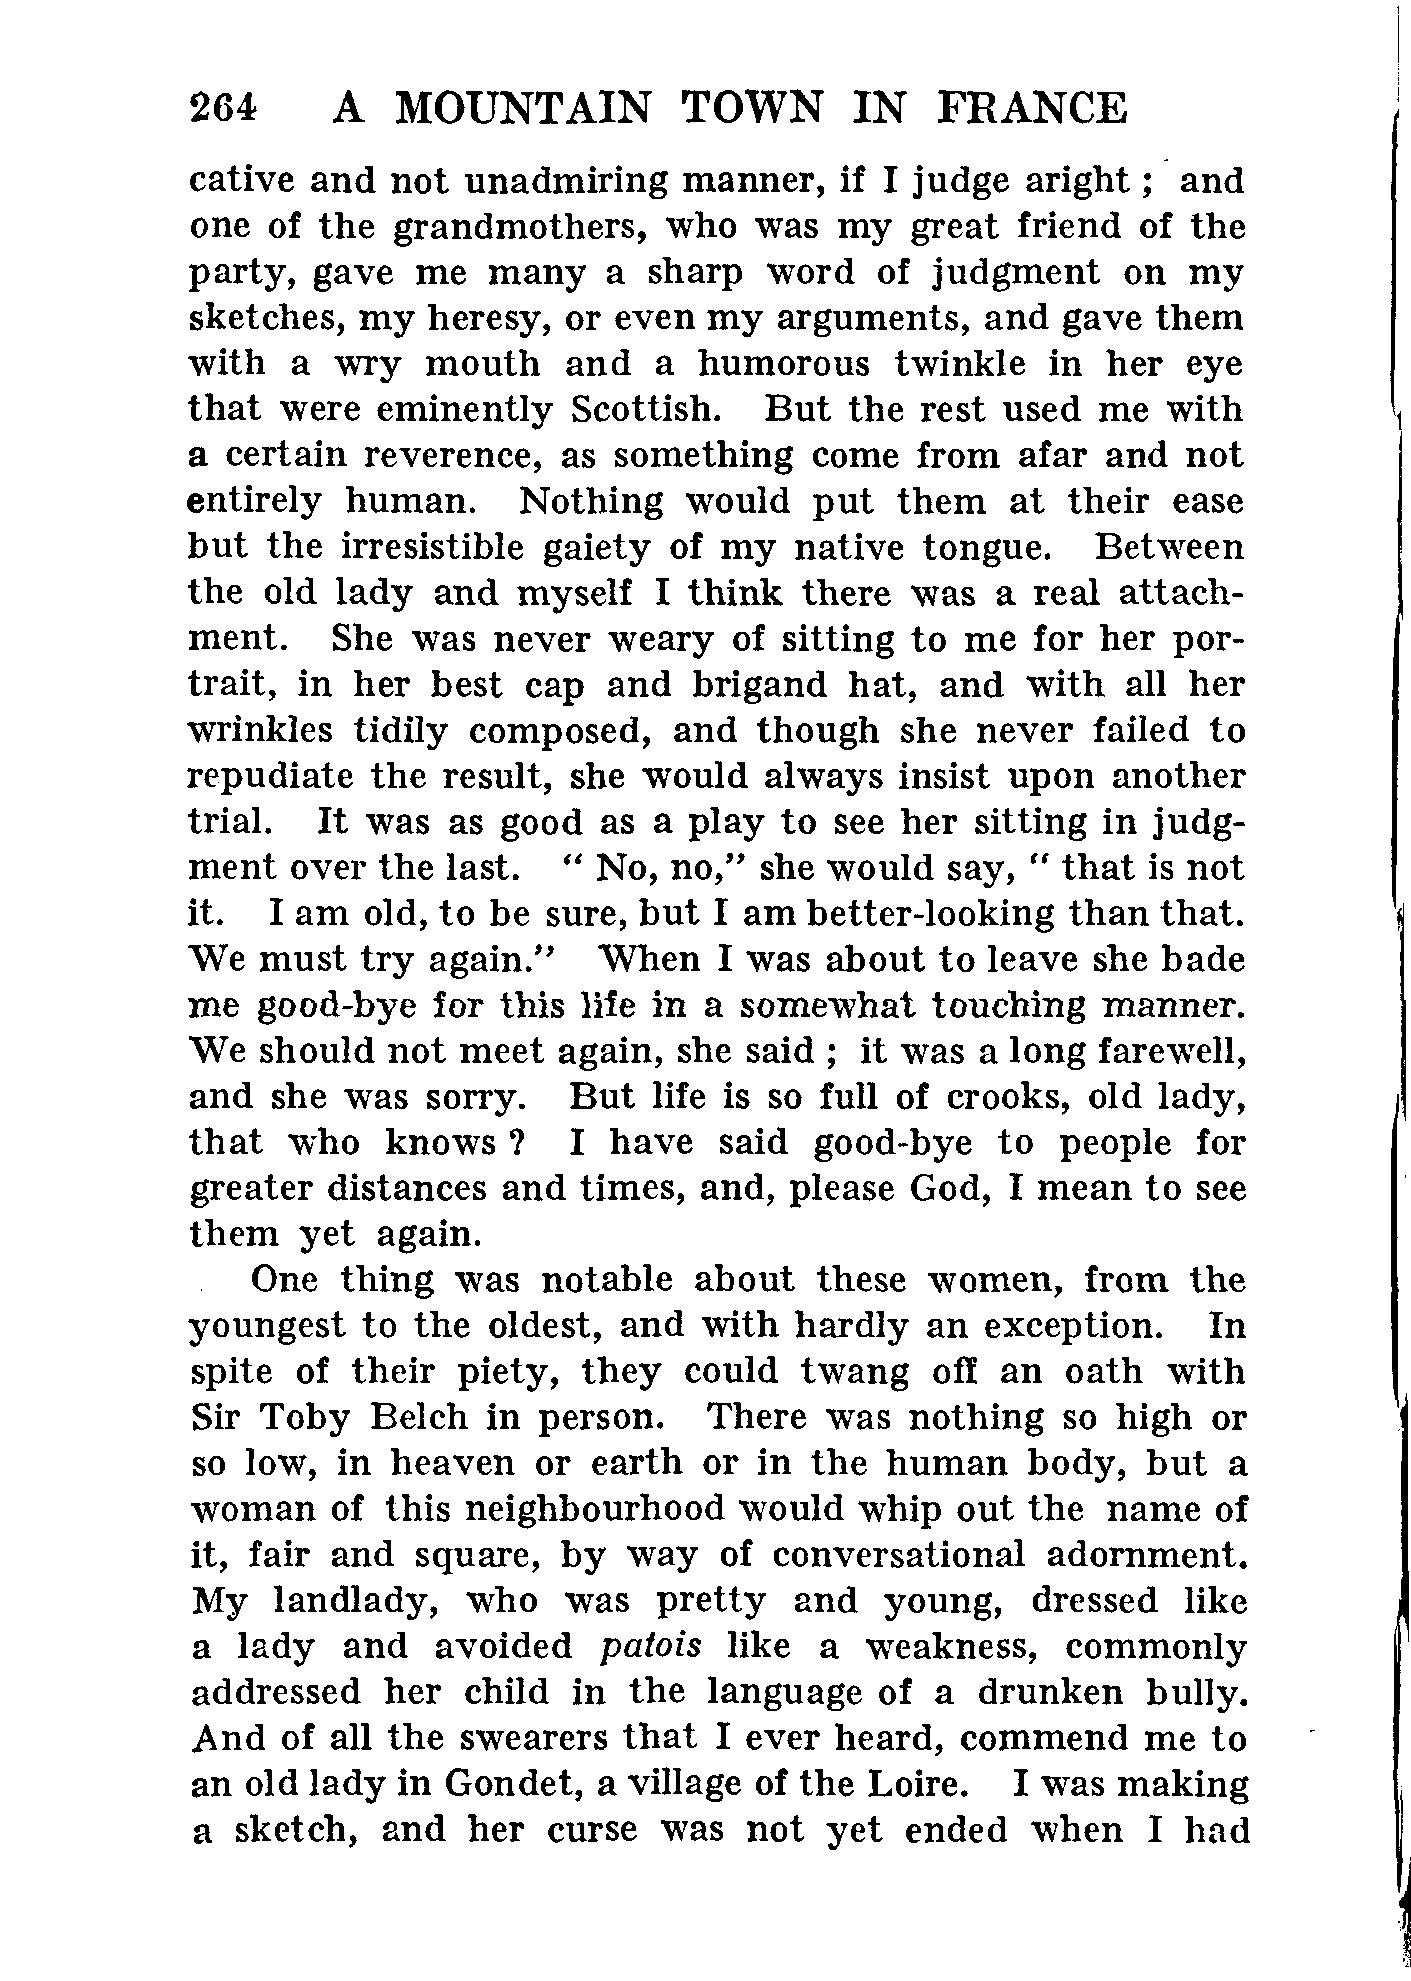 264 A MOUNTAIN TOWN IN FRANCE
cative and not unadmiring manner, if I judge aright ; and
one of the grandmothers, who was my great friend of the
party, gave me many a sharp word of judgment on my
sketches, my heresy, or even my arguments, and gave them
with a wry mouth and a humorous twinkle in her eye
that were eminently Scottish. But the rest used me with
a certain reverence, as something come from afar and not
entirely human. Nothing would put them at their ease
but the irresistible gaiety of my native tongue. Between
the old lady and myself I think there was a real attach-
ment. She was never weary of sitting to me for her por-
trait, in her best cap and brigand hat, and with all her
wrinkles tidily composed, and though she never failed to
repudiate the result, she would always insist upon another
trial. It was as good as a play to see her sitting in judg-
ment over the last. “ No, no,” she would say, “ that is not
it. I am old, to be sure, but I am better-looking than that.
We must try again.” When I was about to leave she bade
me good-bye for this life in a somewhat touching manner.
We should not meet again, she said ; it was a long farewell,
and she was sorry. But life is so full of crooks, old lady,
that who knows ? I have said good-bye to people for
greater distances and times, and, please God, I mean to see
them yet again.
One thing was notable about these women, from the
youngest to the oldest, and with hardly an exception. In
spite of their piety, they could twang off an oath with
Sir Toby Belch in person. There was nothing so high or
so low, in heaven or earth or in the human body, but a
woman of this neighbourhood would whip out the name of
it, fair and square, by way of conversational adornment.
My landlady, who was pretty and young, dressed like
a lady and avoided patois like a weakness, commonly
addressed her child in the language of a drunken bully.
And of all the swearers that I ever heard, commend me to
an old lady in Gondet, a village of the Loire. I was making
a sketch, and her curse was not yet ended when I had